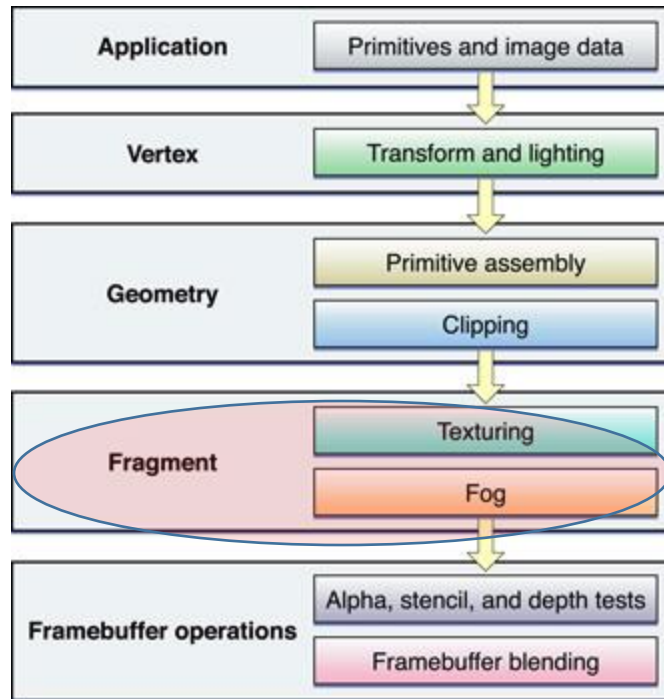 Application
Primitives and image data
Vertex
Transform and lighting
Geometry
Primitive assembly
Clipping
Fragment
Texturing
Fog
Framebuffer operations
Alpha, stencil, and depth tests
Framebuffer blending